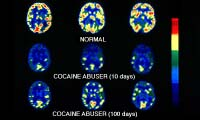 NORMAL
COCAINE ABUSER (10 days)
COCAINE ABUSER (100 days)